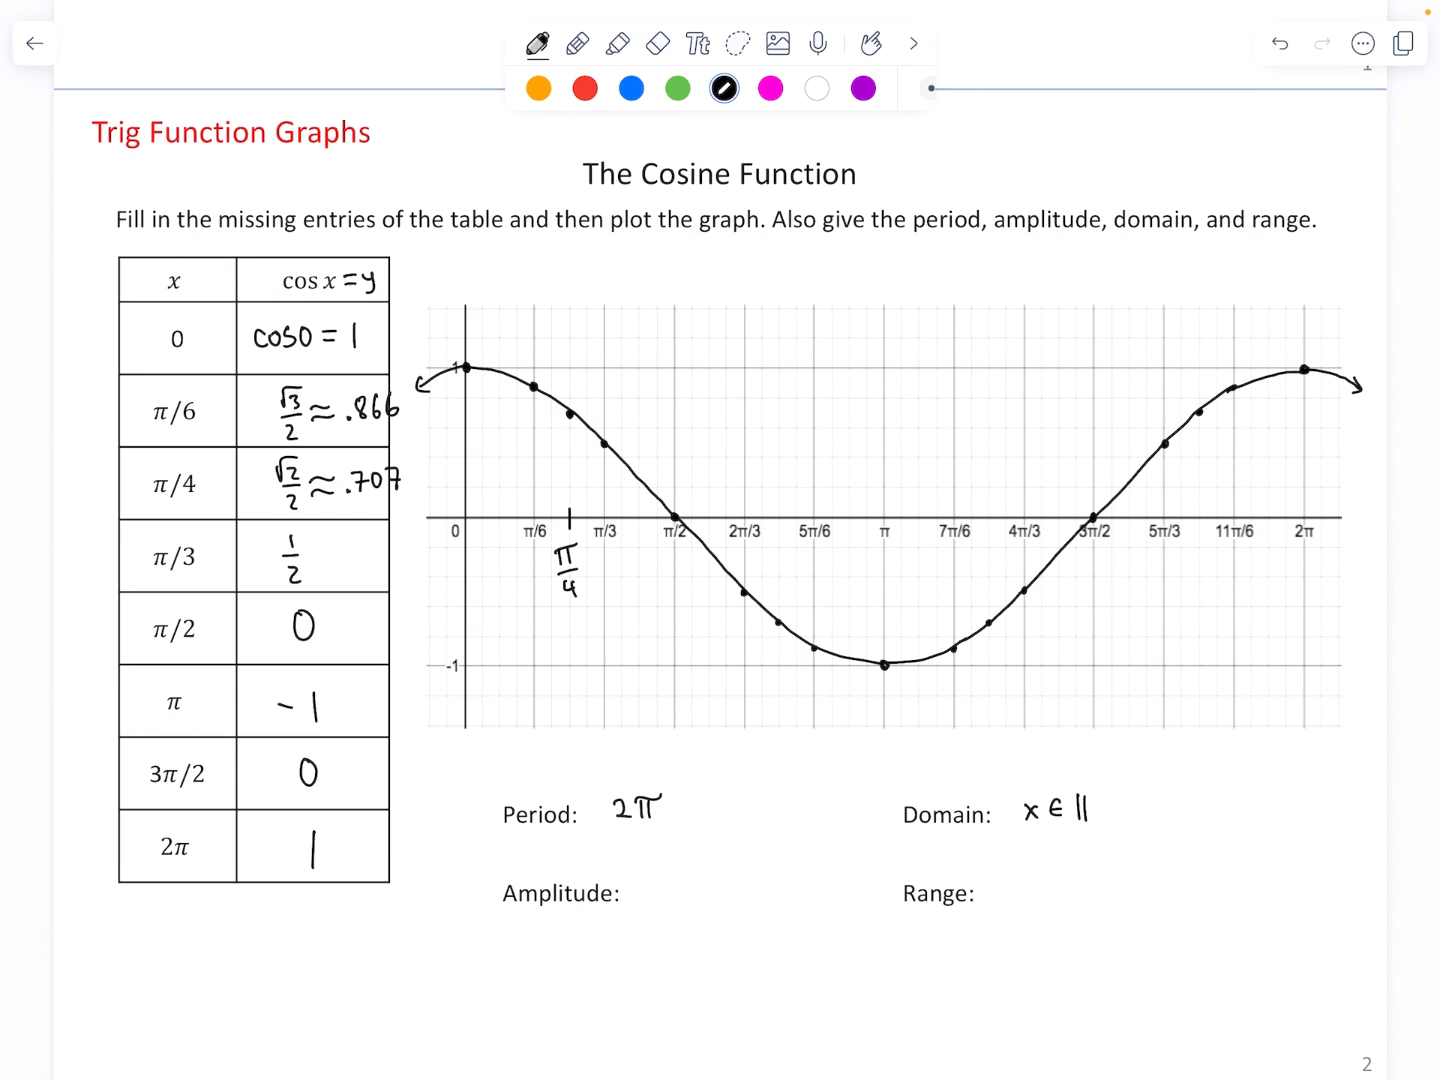 Tt
1
Trig Function Graphs
The Cosine Function
Fill in the missing entries of the table and then plot the graph. Also give the period, amplitude, domain, and range.
x cos x = y
0 cos0 = 1
π/6 √3/2 ≈ .866
π/4 √2/2 ≈ .707
π/3 1/2
π/2 0
π -1
3π/2 0
2π 1
1
0 π/6 π/3 π/2 2π/3 5π/6 π 7π/6 4π/3 3π/2 5π/3 11π/6 2π
π/4
-1
Period: 2π
Domain: x ∈ ||
Amplitude:
Range:
2